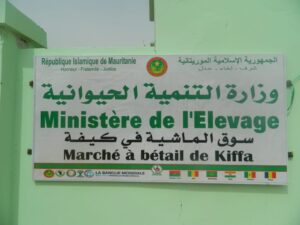 République Islamique de Mauritanie
Honneur - Fraternité - Justice
الجمهورية الإسلامية الموريتانية
شرف - إخاء - عدل
وزارة التنمية الحيوانية
Ministère de l'Elevage
سوق الماشية في كيفة
Marché à bétail de Kiffa
LA BANQUE MONDIALE